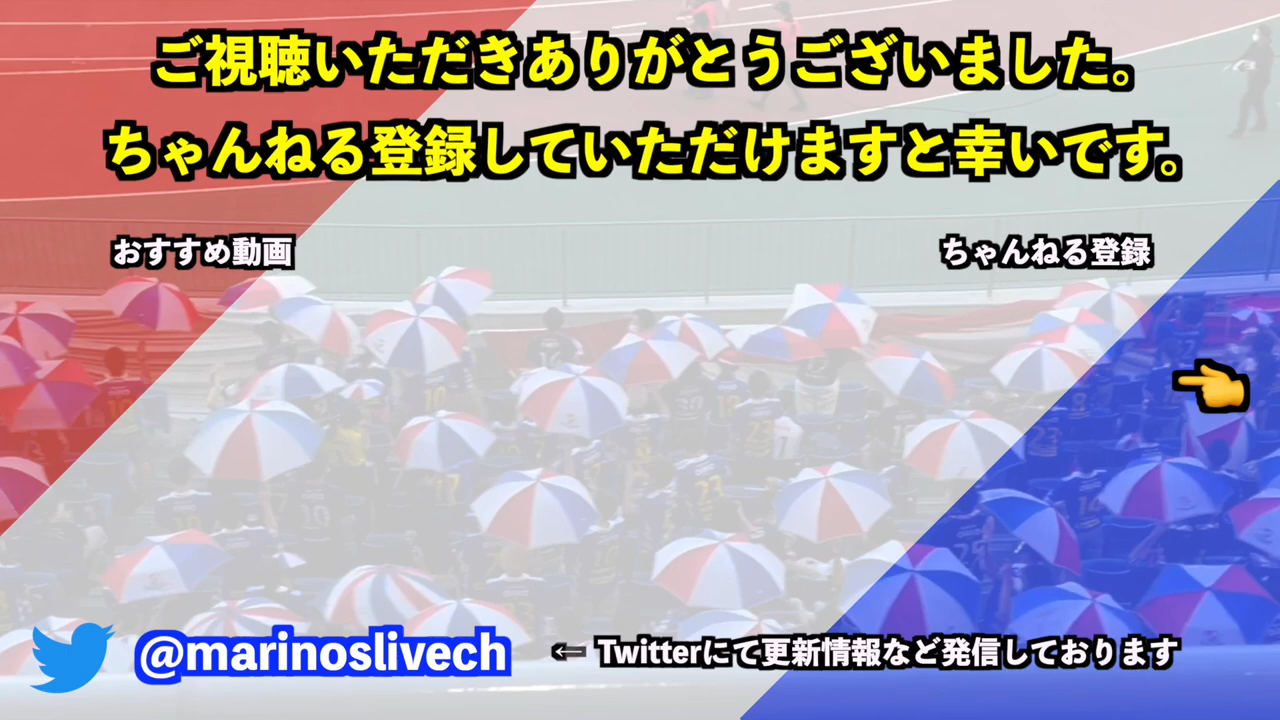 ご視聴いただきありがとうございました。
ちゃんねる登録していただけますと幸いです。
おすすめ動画
ちゃんねる登録
@marinoslivech
⇐ Twitterにて更新情報など発信しております